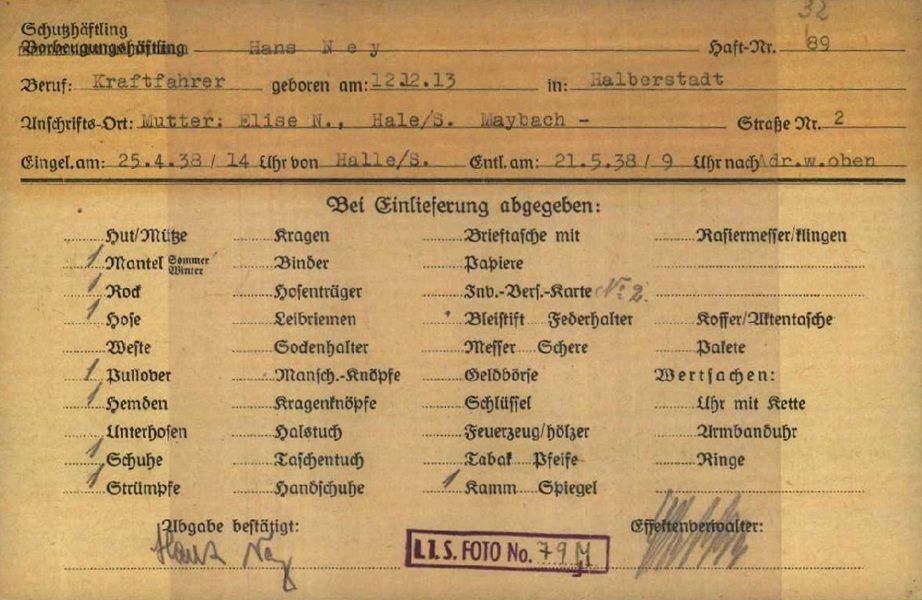 32
Schutzhäftling
Vorbeugungshäftling Hans Ney Haft-Nr. 89
Beruf: Kraftfahrer geboren am: 12.12.13 in: Halberstadt
Anschrifts-Ort: Mutter: Elise N., Hale/S. Maybach - Straße Nr. 2
Eingel. am: 25.4.38 / 14 Uhr von Halle/S. Entl. am: 21.5.38 / 9 Uhr nach Adr.w.oben
Bei Einlieferung abgegeben:
Hut/Mütze Kragen Brieftasche mit Rasiermesser/klingen
1 Mantel Sommer Winter Binder Papiere
1 Rock Hosenträger Inv.-Vers.-Karte No 2.
1 Hose Leibriemen Bleistift Federhalter Koffer/Aktentasche
Weste Sockenhalter Messer Schere Pakete
1 Pullover Mansch.-Knöpfe Geldbörse Wertsachen:
1 Hemden Kragenknöpfe Schlüssel Uhr mit Kette
Unterhosen Halstuch Feuerzeug/hölzer Armbanduhr
1 Schuhe Taschentuch Tabak Pfeife Ringe
1 Strümpfe Handschuhe 1 Kamm Spiegel
Abgabe bestätigt: Effektenverwalter:
Hans Ney I.T.S. FOTO No. 79